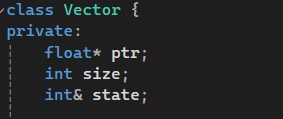 class Vector {
private:
    float* ptr;
    int size;
    int& state;